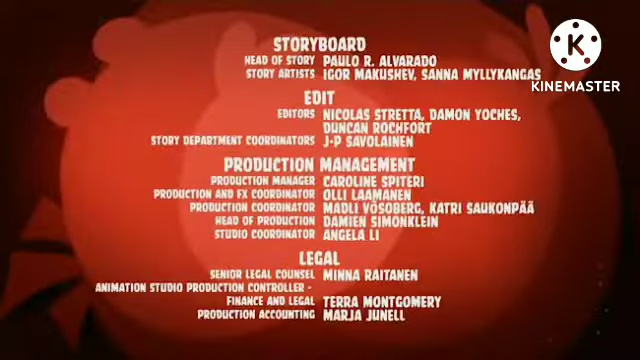 STORYBOARD
HEAD OF STORY PAULO R. ALVARADO
STORY ARTISTS IGOR MAKUSHEV, SANNA MYLLYKANGAS
K
KINEMASTER
EDIT
EDITORS NICOLAS STRETTA, DAMON YOCHES,
DUNCAN ROCHFORT
STORY DEPARTMENT COORDINATORS J-P SAVOLAINEN
PRODUCTION MANAGEMENT
PRODUCTION MANAGER CAROLINE SPITERI
PRODUCTION AND FX COORDINATOR OLLI LAAMANEN
PRODUCTION COORDINATOR MADLI VÕSOBERG, KATRI SAUKONPÄÄ
HEAD OF PRODUCTION DAMIEN SIMONKLEIN
STUDIO COORDINATOR ANGELA LI
LEGAL
SENIOR LEGAL COUNSEL MINNA RAITANEN
ANIMATION STUDIO PRODUCTION CONTROLLER -
FINANCE AND LEGAL TERRA MONTGOMERY
PRODUCTION ACCOUNTING MARJA JUNELL